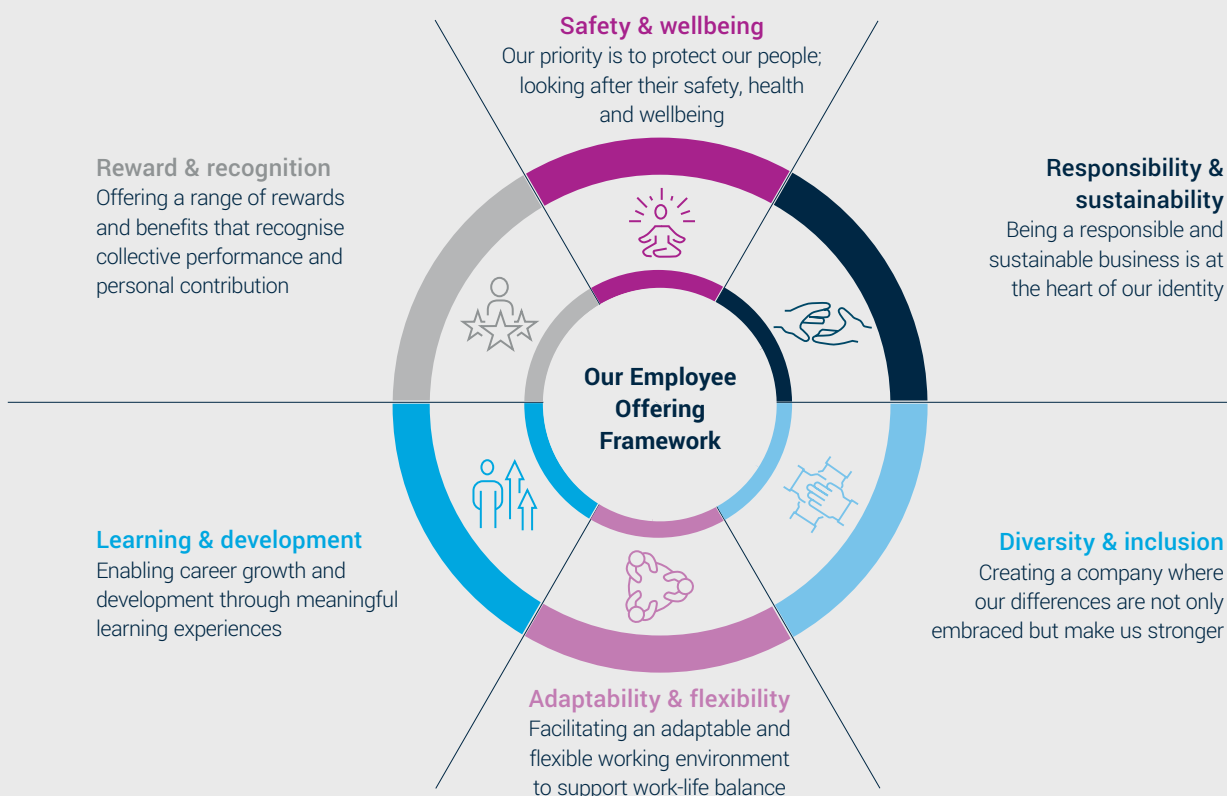 Safety & wellbeing
Our priority is to protect our people;
looking after their safety, health
and wellbeing
Reward & recognition
Offering a range of rewards
and benefits that recognise
collective performance and
personal contribution
Responsibility &
sustainability
Being a responsible and
sustainable business is at
the heart of our identity
Our Employee
Offering
Framework
Learning & development
Enabling career growth and
development through meaningful
learning experiences
Diversity & inclusion
Creating a company where
our differences are not only
embraced but make us stronger
Adaptability & flexibility
Facilitating an adaptable and
flexible working environment
to support work-life balance